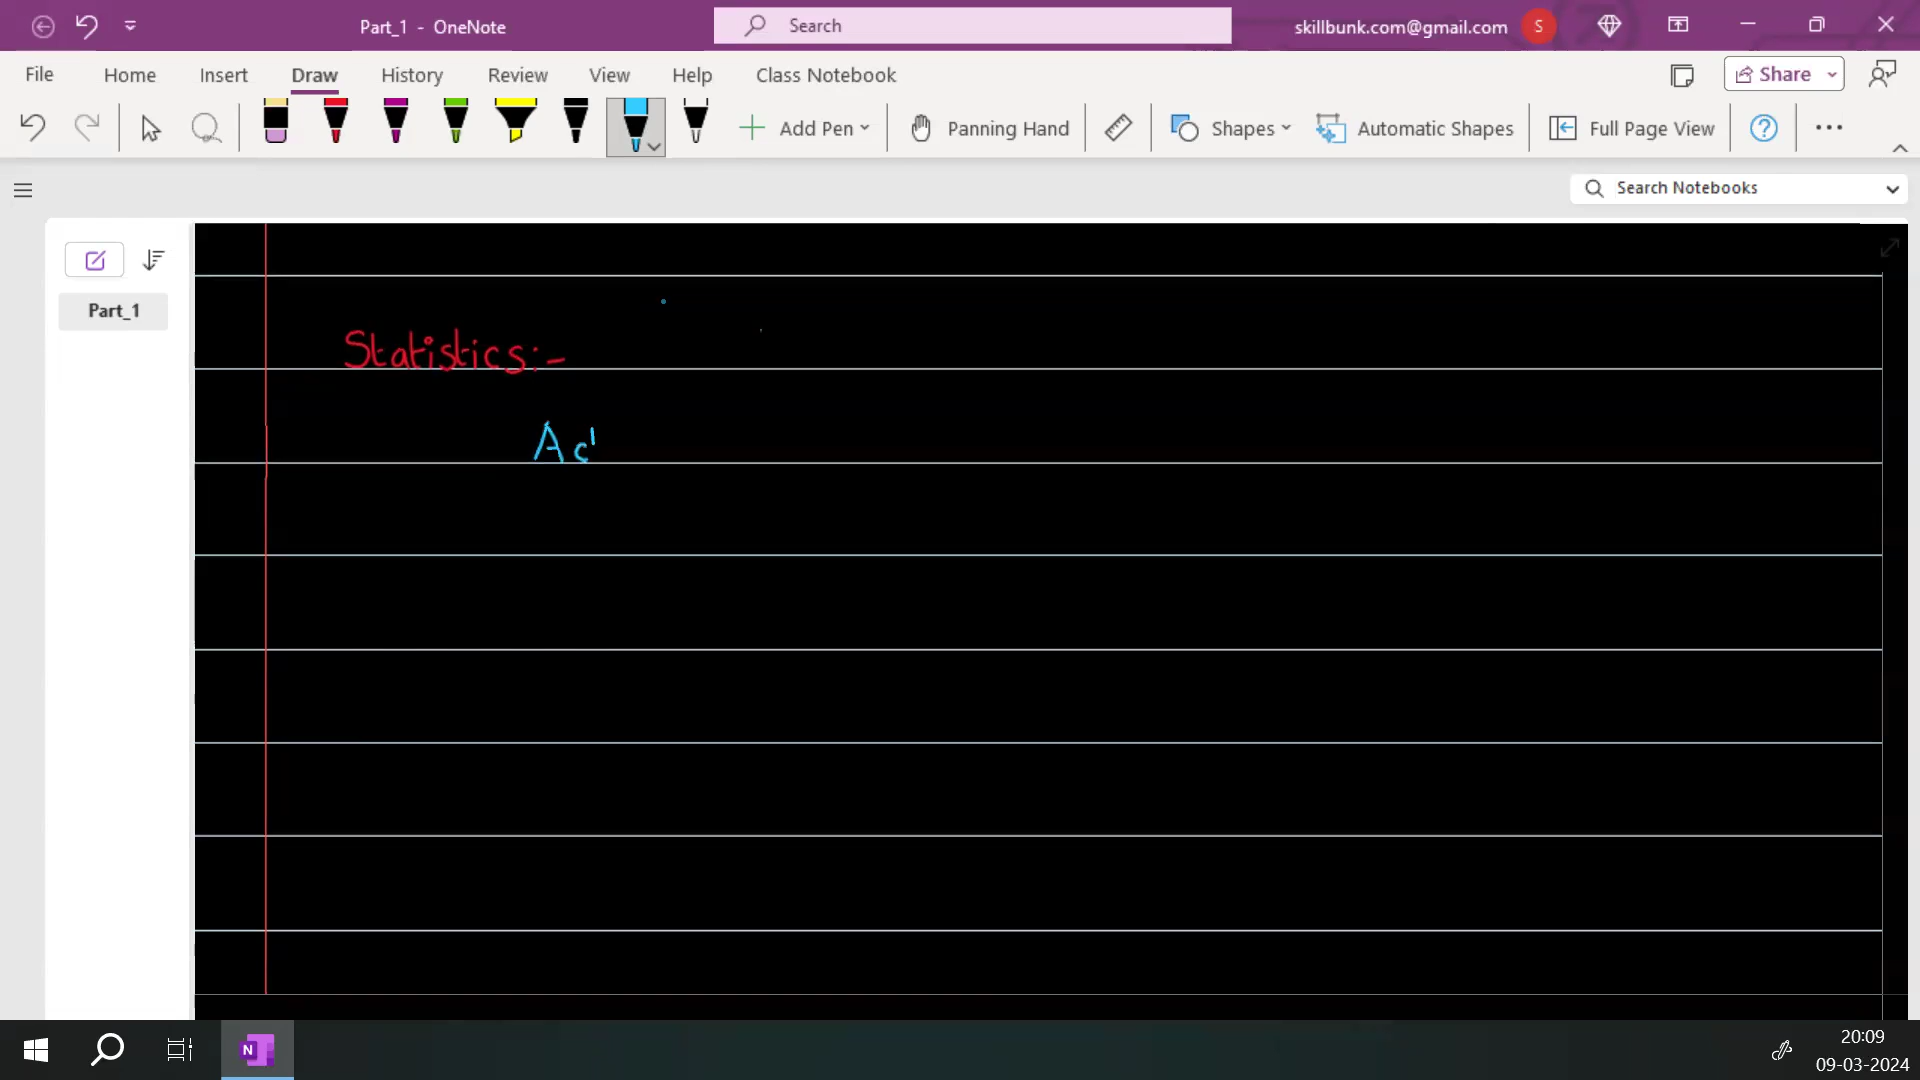 Part_1 - OneNote
Search
skillbunk.com@gmail.com
S
File Home Insert Draw History Review View Help Class Notebook
Share
Add Pen
Panning Hand
Shapes
Automatic Shapes
Full Page View
Search Notebooks
Part_1
Statistics:-
Ac
N
20:09
09-03-2024